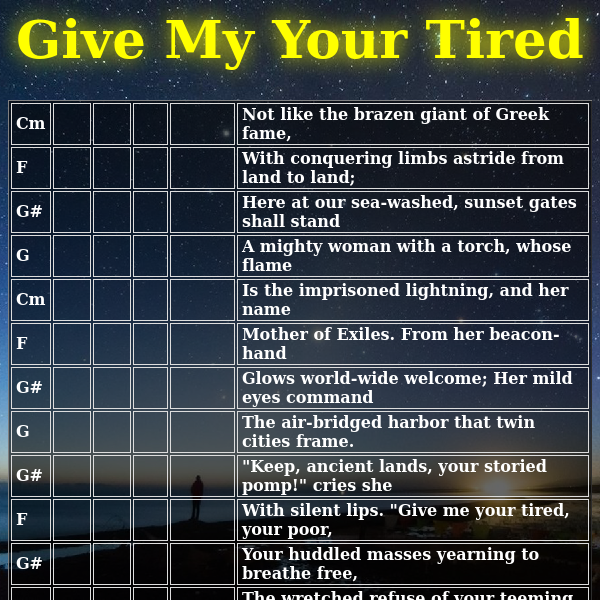 Give My Your Tired
Cm
Not like the brazen giant of Greek
fame,
F
With conquering limbs astride from
land to land;
G#
Here at our sea-washed, sunset gates
shall stand
G
A mighty woman with a torch, whose
flame
Cm
Is the imprisoned lightning, and her
name
F
Mother of Exiles. From her beacon-
hand
G#
Glows world-wide welcome; Her mild
eyes command
G
The air-bridged harbor that twin
cities frame.
G#
"Keep, ancient lands, your storied
pomp!" cries she
F
With silent lips. "Give me your tired,
your poor,
G#
Your huddled masses yearning to
breathe free,
The wretched refuse of your teeming